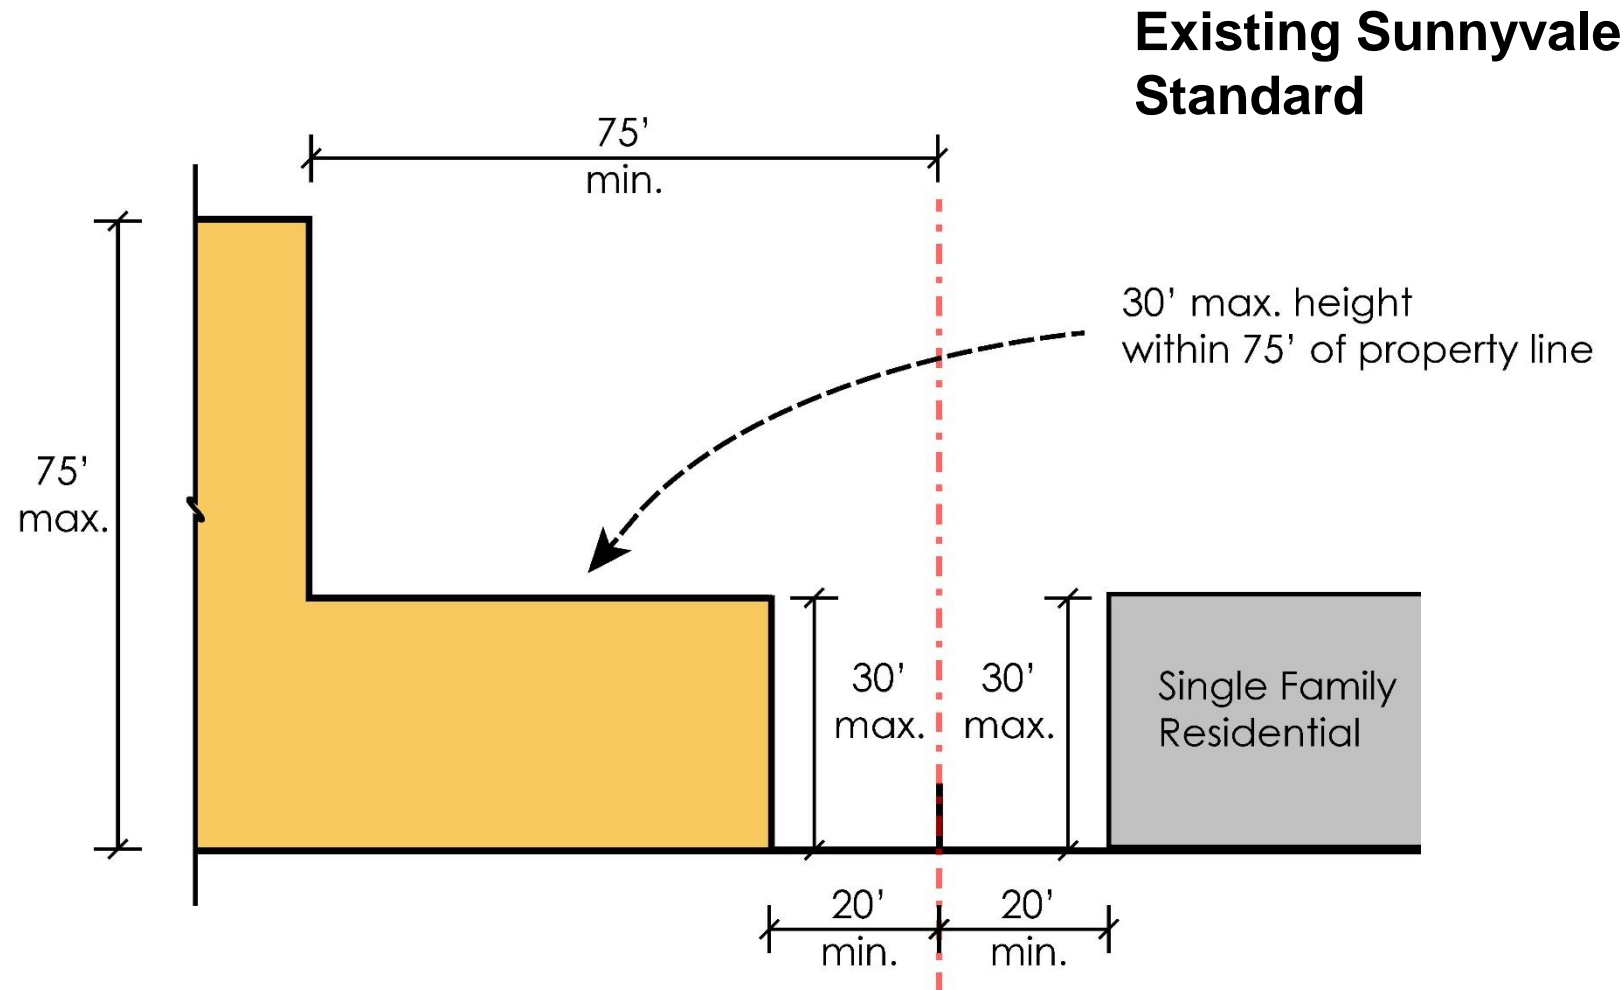 Existing Sunnyvale
Standard
75’
min.
30’ max. height
within 75’ of property line
75’
max.
30’
max.
30’
max.
Single Family
Residential
20’
min.
20’
min.